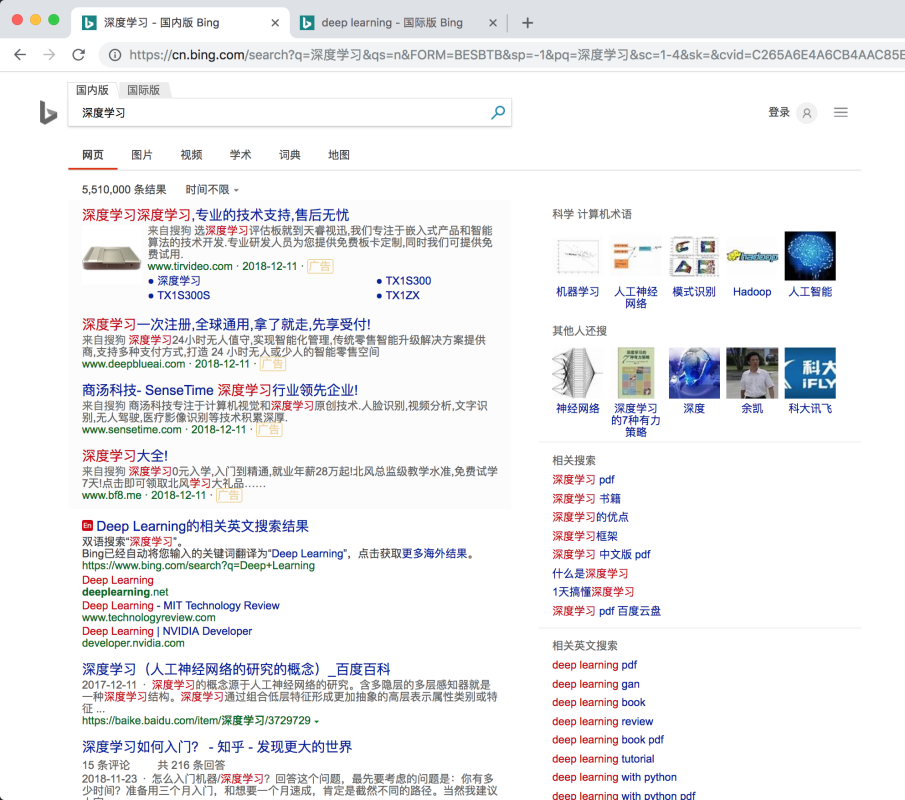 深度学习 - 国内版 Bing
deep learning - 国际版 Bing
https://cn.bing.com/search?q=深度学习&qs=n&FORM=BESBTB&sp=-1&pq=深度学习&sc=1-4&sk=&cvid=C265A6E4A6CB4AAC85E
国内版 国际版
深度学习
登录
网页 图片 视频 学术 词典 地图
5,510,000 条结果 时间不限
深度学习深度学习,专业的技术支持,售后无忧
来自搜狗 选深度学习评估板就到天睿视迅,我们专注于嵌入式产品和智能
算法的技术开发.专业研发人员为您提供免费板卡定制,同时我们可提供免
费试用.
www.tirvideo.com · 2018-12-11 · 广告
• 深度学习 • TX1S300
• TX1S300S • TX1ZX
深度学习一次注册,全球通用,拿了就走,先享受付!
来自搜狗 深度学习24小时无人值守,实现智能化管理,传统零售智能升级解决方案提供
商,支持多种支付方式,打造 24 小时无人或少人的智能零售空间
www.deepblueai.com · 2018-12-11 · 广告
商汤科技- SenseTime 深度学习行业领先企业!
来自搜狗 商汤科技专注于计算机视觉和深度学习原创技术.人脸识别,视频分析,文字识
别,无人驾驶,医疗影像识别等技术积累深厚.
www.sensetime.com · 2018-12-11 · 广告
深度学习大全!
来自搜狗 深度学习0元入学,入门到精通,就业年薪28万起!北风总监级教学水准,免费试学
7天!点击即可领取北风学习大礼品……
www.bf8.me · 2018-12-11 · 广告
En Deep Learning的相关英文搜索结果
双语搜索“深度学习”。
Bing已经自动将您输入的关键词翻译为“Deep Learning”，点击获取更多海外结果。
https://www.bing.com/search?q=Deep+Learning
Deep Learning
deeplearning.net
Deep Learning - MIT Technology Review
www.technologyreview.com
Deep Learning | NVIDIA Developer
developer.nvidia.com
深度学习（人工神经网络的研究的概念）_百度百科
2017-12-11 · 深度学习的概念源于人工神经网络的研究。含多隐层的多层感知器就是
一种深度学习结构。深度学习通过组合低层特征形成更加抽象的高层表示属性类别或特
征 ...
https://baike.baidu.com/item/深度学习/3729729
深度学习如何入门？ - 知乎 - 发现更大的世界
15 条评论 共 216 条回答
2018-11-23 · 怎么入门机器/深度学习？回答这个问题，最先要考虑的问题是：你有多
少时间？准备用三个月入门，和想要一个月速成，肯定是截然不同的路径。当然我建议
科学 计算机术语
hadoop
机器学习 人工神经 模式识别 Hadoop 人工智能
网络
其他人还搜
科大
iFLY
神经网络 深度学习 深度 余凯 科大讯飞
的7种有力
策略
相关搜索
深度学习 pdf
深度学习 书籍
深度学习的优点
深度学习框架
深度学习 中文版 pdf
什么是深度学习
1天搞懂深度学习
深度学习 pdf 百度云盘
相关英文搜索
deep learning pdf
deep learning gan
deep learning book
deep learning review
deep learning book pdf
deep learning tutorial
deep learning with python
deep learning with python pdf